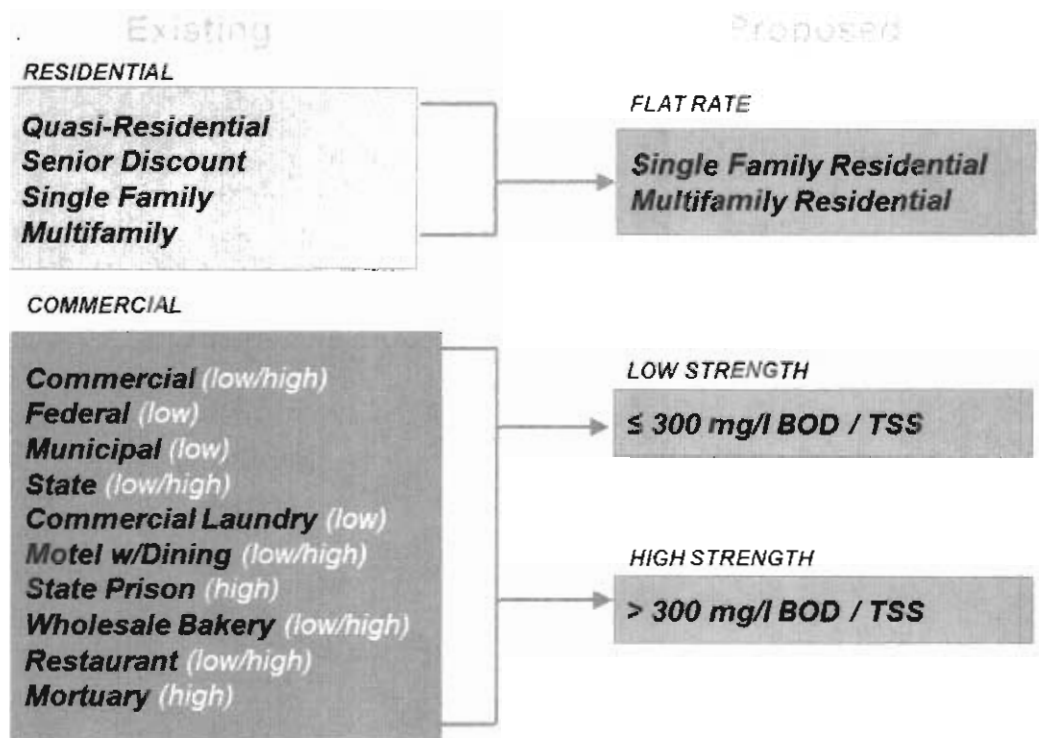 Existing
Proposed
RESIDENTIAL
Quasi-Residential
Senior Discount
Single Family
Multifamily
FLAT RATE
Single Family Residential
Multifamily Residential
COMMERCIAL
Commercial (low/high)
Federal (low)
Municipal (low)
State (low/high)
Commercial Laundry (low)
Motel w/Dining (low/high)
State Prison (high)
Wholesale Bakery (low/high)
Restaurant (low/high)
Mortuary (high)
LOW STRENGTH
≤ 300 mg/l BOD / TSS
HIGH STRENGTH
> 300 mg/l BOD / TSS